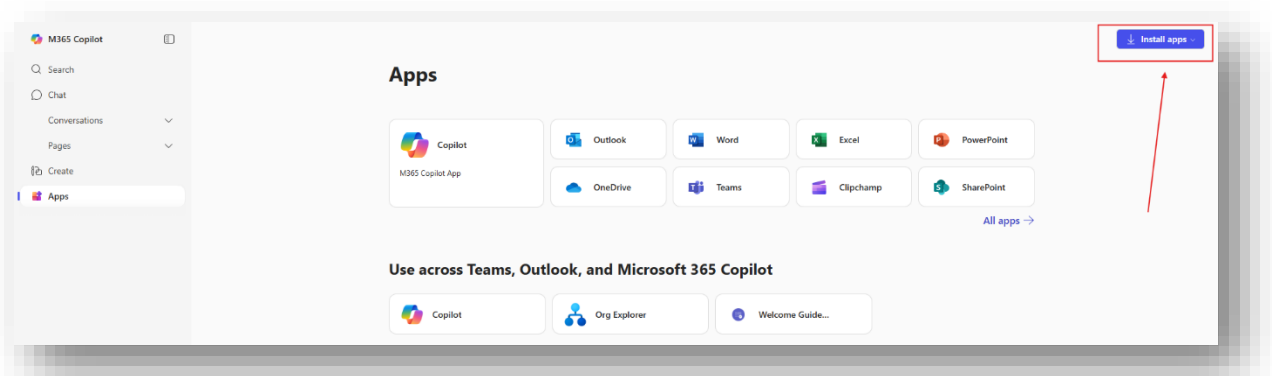 M365 Copilot
Search
Chat
Conversations
Pages
Create
Apps
Install apps
Apps
Copilot
M365 Copilot App
Outlook
Word
Excel
PowerPoint
OneDrive
Teams
Clipchamp
SharePoint
All apps
Use across Teams, Outlook, and Microsoft 365 Copilot
Copilot
Org Explorer
Welcome Guide...